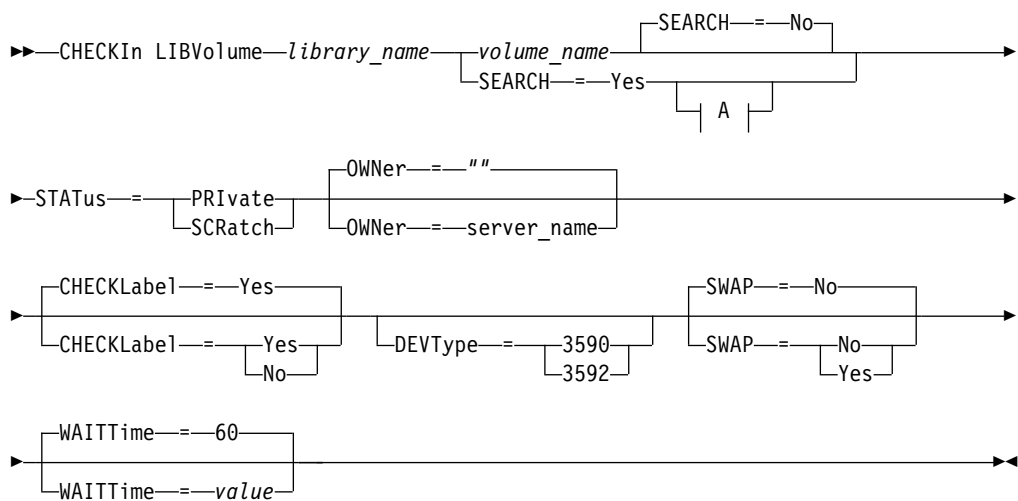 SEARCH = No
CHECKIn LIBVolume library_name volume_name
SEARCH = Yes
A
OWNer = ""
STATus = PRIvate
SCRatch OWNer = server_name
CHECKLabel = Yes SWAP = No
CHECKLabel = Yes DEVType = 3590 SWAP = No
No 3592 Yes
WAITTime = 60
WAITTime = value